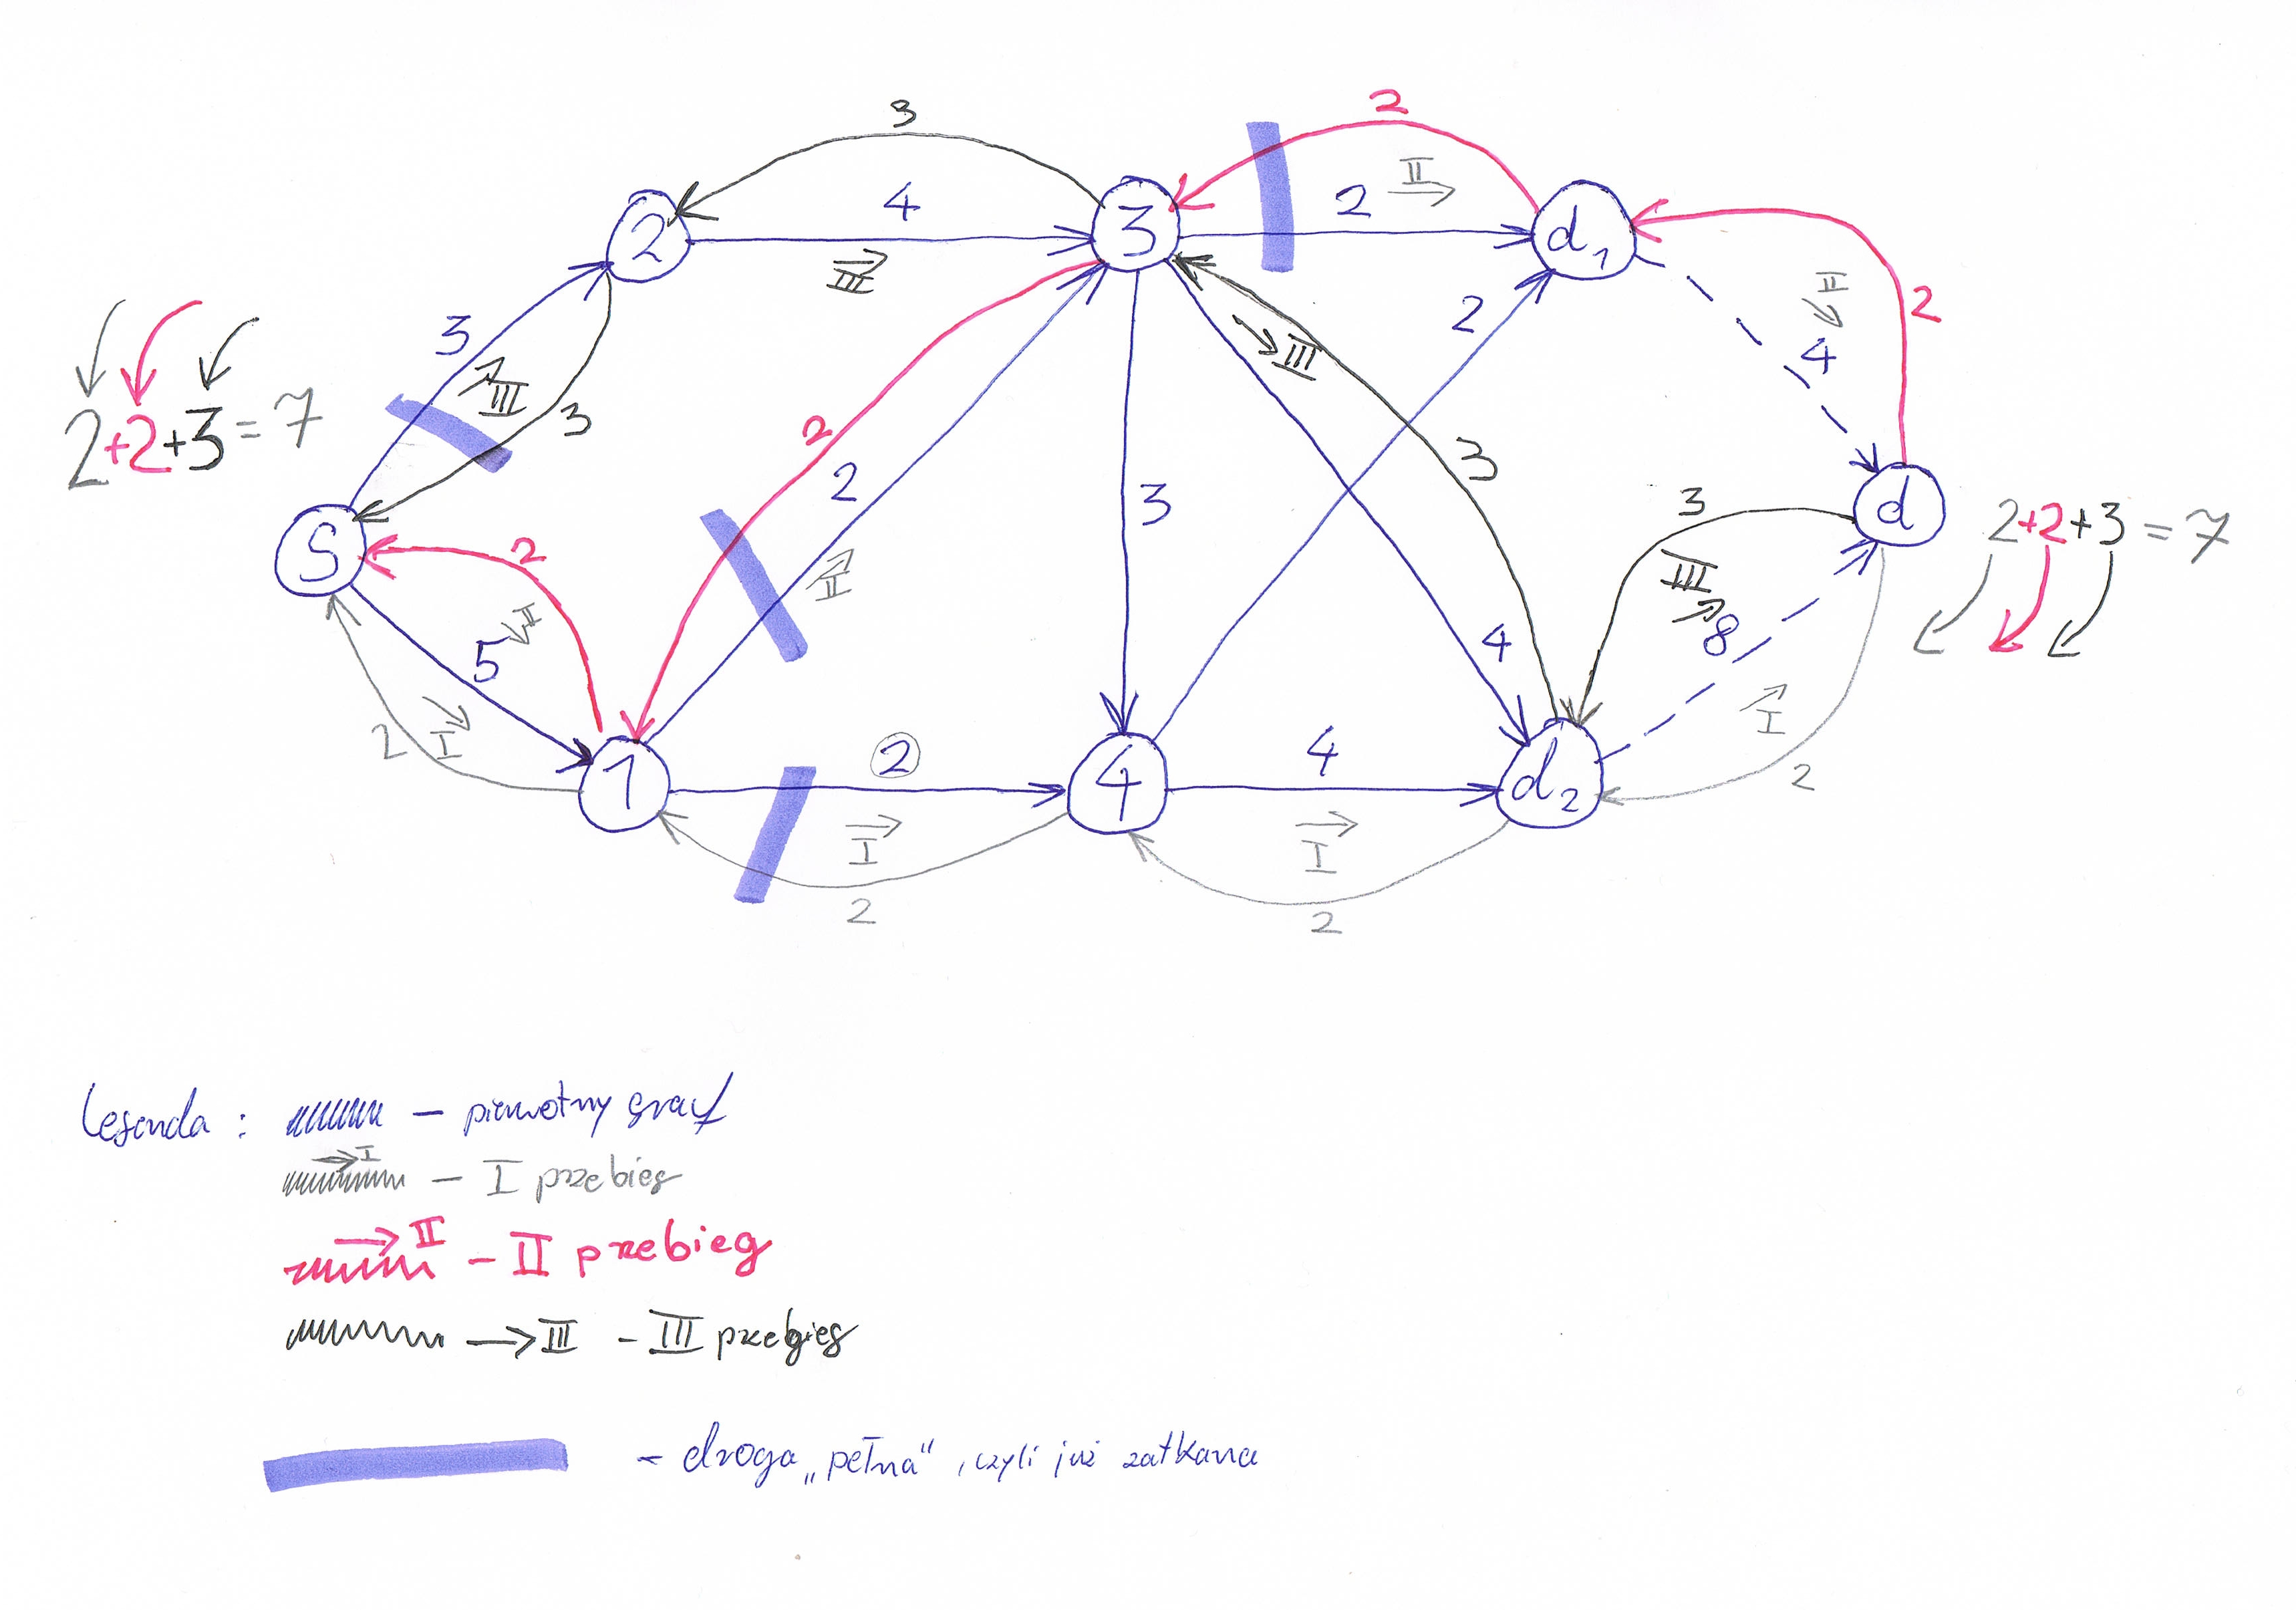 3
2
II
4
2
3
2
d₁
III
II
2
2
3
III
4
3
III
3
2
2
3
3
d
2+2+3=7
2+2+3=7
S
2
II
III
5
II
4
8
I
2
I
1
2
4
4
d₂
2
I
I
2
2
Legenda : – pierwotny graf
I – I przebieg
II – II przebieg
III – III przebieg
– droga „pełna”, czyli już zatkana